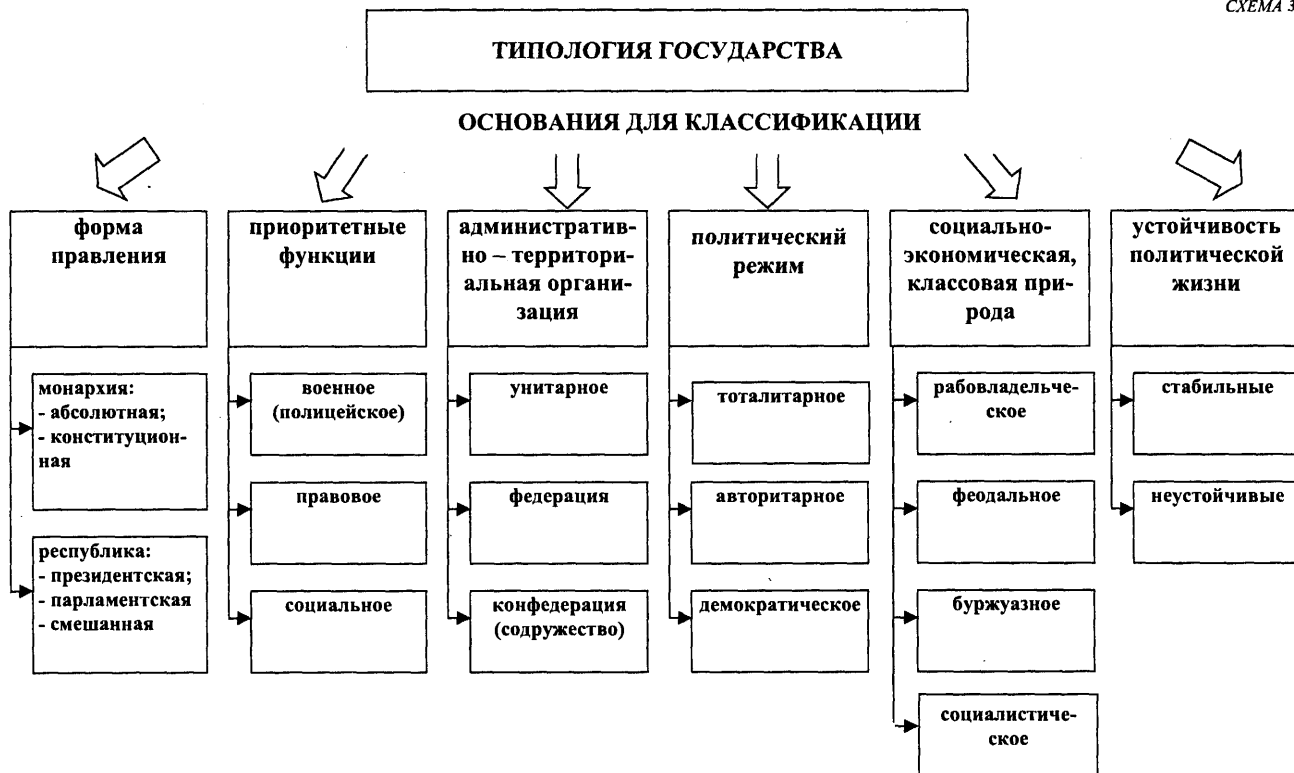 СХЕМА 3
ТИПОЛОГИЯ ГОСУДАРСТВА
ОСНОВАНИЯ ДЛЯ КЛАССИФИКАЦИИ
форма
правления
монархия:
- абсолютная;
- конституцион-
ная
республика:
- президентская;
- парламентская
- смешанная
приоритетные
функции
военное
(полицейское)
правовое
социальное
административ-
но – территори-
альная органи-
зация
унитарное
федерация
конфедерация
(содружество)
политический
режим
тоталитарное
авторитарное
демократическое
социально-
экономическая,
классовая при-
рода
рабовладельче-
ское
феодальное
буржуазное
социалистиче-
ское
устойчивость
политической
жизни
стабильные
неустойчивые